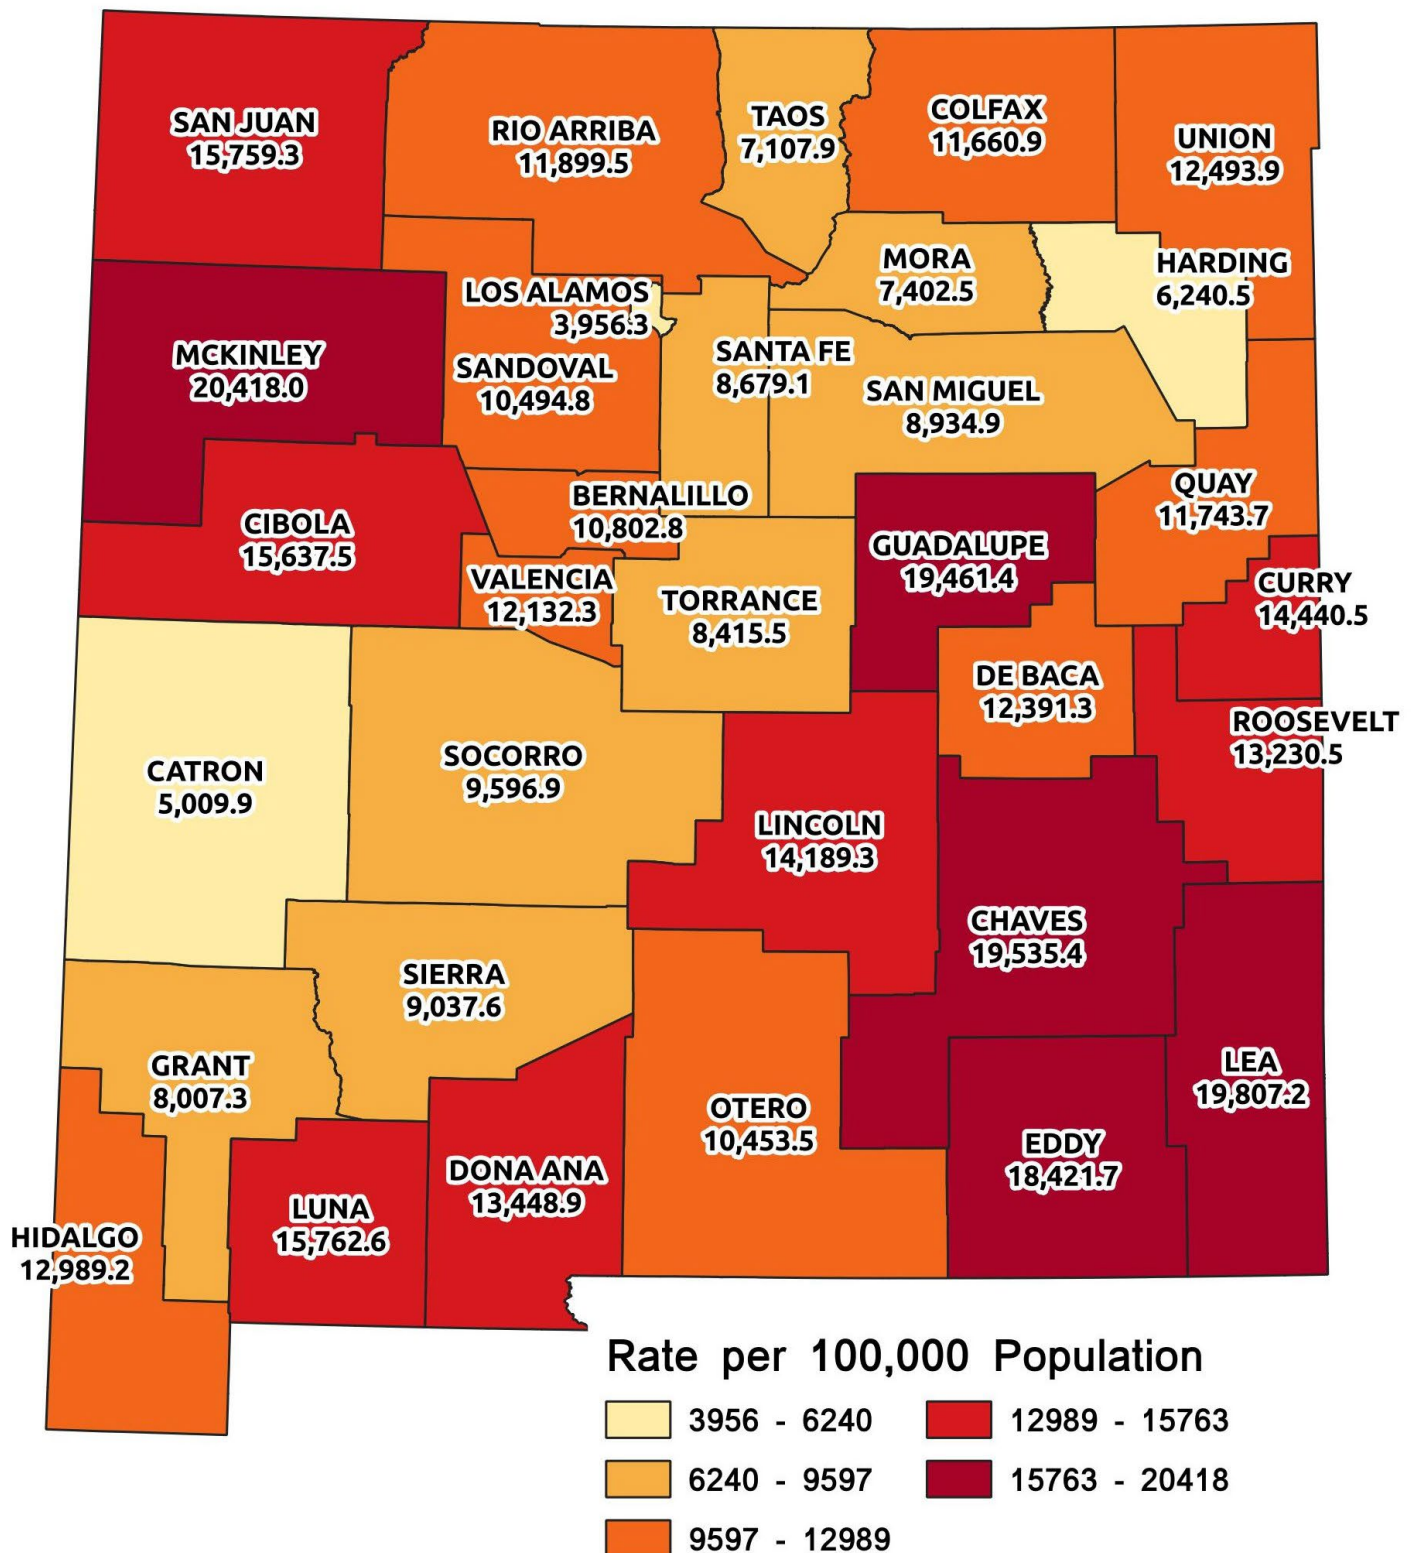 SAN JUAN
15,759.3
RIO ARRIBA
11,899.5
TAOS
7,107.9
COLFAX
11,660.9
UNION
12,493.9
MORA
7,402.5
HARDING
6,240.5
LOS ALAMOS
3,956.3
MCKINLEY
20,418.0
SANDOVAL
10,494.8
SANTA FE
8,679.1
SAN MIGUEL
8,934.9
QUAY
11,743.7
CIBOLA
15,637.5
BERNALILLO
10,802.8
GUADALUPE
19,461.4
VALENCIA
12,132.3
TORRANCE
8,415.5
CURRY
14,440.5
DE BACA
12,391.3
ROOSEVELT
13,230.5
CATRON
5,009.9
SOCORRO
9,596.9
LINCOLN
14,189.3
CHAVES
19,535.4
SIERRA
9,037.6
GRANT
8,007.3
LEA
19,807.2
OTERO
10,453.5
EDDY
18,421.7
DONA ANA
13,448.9
LUNA
15,762.6
HIDALGO
12,989.2
Rate per 100,000 Population
3956 - 6240
12989 - 15763
6240 - 9597
15763 - 20418
9597 - 12989